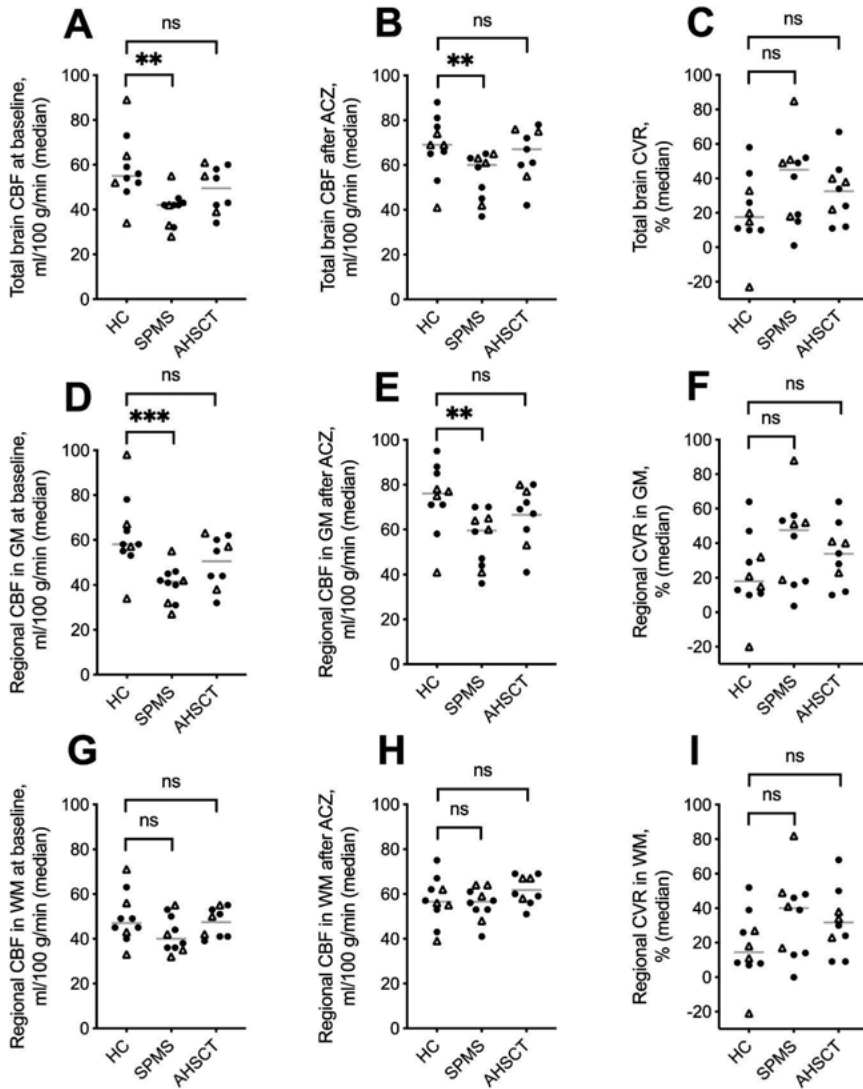 A
ns
**
Total brain CBF at baseline,
ml/100 g/min (median)
100
80
60
40
20
0
HC
SPMS
AHSCT
B
ns
**
Total brain CBF after ACZ,
ml/100 g/min (median)
100
80
60
40
20
0
HC
SPMS
AHSCT
C
ns
ns
Total brain CVR,
% (median)
100
80
60
40
20
0
-20
HC
SPMS
AHSCT
D
ns
***
Regional CBF in GM at baseline,
ml/100 g/min (median)
100
80
60
40
20
0
HC
SPMS
AHSCT
E
ns
**
Regional CBF in GM after ACZ,
ml/100 g/min (median)
100
80
60
40
20
0
HC
SPMS
AHSCT
F
ns
ns
Regional CVR in GM,
% (median)
100
80
60
40
20
0
-20
HC
SPMS
AHSCT
G
ns
ns
Regional CBF in WM at baseline,
ml/100 g/min (median)
100
80
60
40
20
0
HC
SPMS
AHSCT
H
ns
ns
Regional CBF in WM after ACZ,
ml/100 g/min (median)
100
80
60
40
20
0
HC
SPMS
AHSCT
I
ns
ns
Regional CVR in WM,
% (median)
100
80
60
40
20
0
-20
HC
SPMS
AHSCT